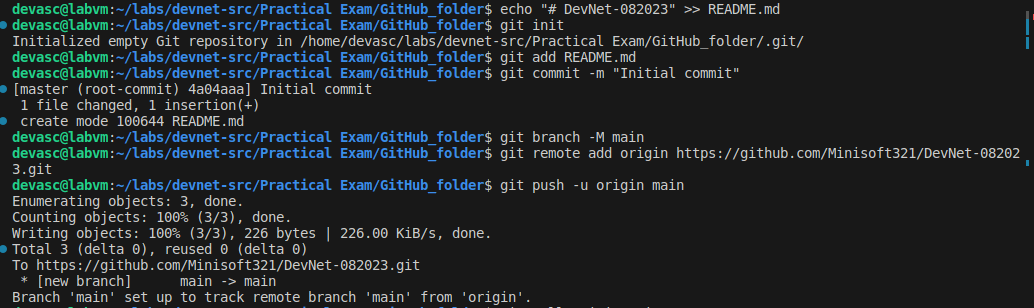 devasc@labvm:~/labs/devnet-src/Practical Exam/GitHub_folder$ echo "# DevNet-082023" >> README.md
devasc@labvm:~/labs/devnet-src/Practical Exam/GitHub_folder$ git init
Initialized empty Git repository in /home/devasc/labs/devnet-src/Practical Exam/GitHub_folder/.git/
devasc@labvm:~/labs/devnet-src/Practical Exam/GitHub_folder$ git add README.md
devasc@labvm:~/labs/devnet-src/Practical Exam/GitHub_folder$ git commit -m "Initial commit"
[master (root-commit) 4a04aaa] Initial commit
 1 file changed, 1 insertion(+)
 create mode 100644 README.md
devasc@labvm:~/labs/devnet-src/Practical Exam/GitHub_folder$ git branch -M main
devasc@labvm:~/labs/devnet-src/Practical Exam/GitHub_folder$ git remote add origin https://github.com/Minisoft321/DevNet-08202
3.git
devasc@labvm:~/labs/devnet-src/Practical Exam/GitHub_folder$ git push -u origin main
Enumerating objects: 3, done.
Counting objects: 100% (3/3), done.
Writing objects: 100% (3/3), 226 bytes | 226.00 KiB/s, done.
Total 3 (delta 0), reused 0 (delta 0)
To https://github.com/Minisoft321/DevNet-082023.git
 * [new branch]      main -> main
Branch 'main' set up to track remote branch 'main' from 'origin'.